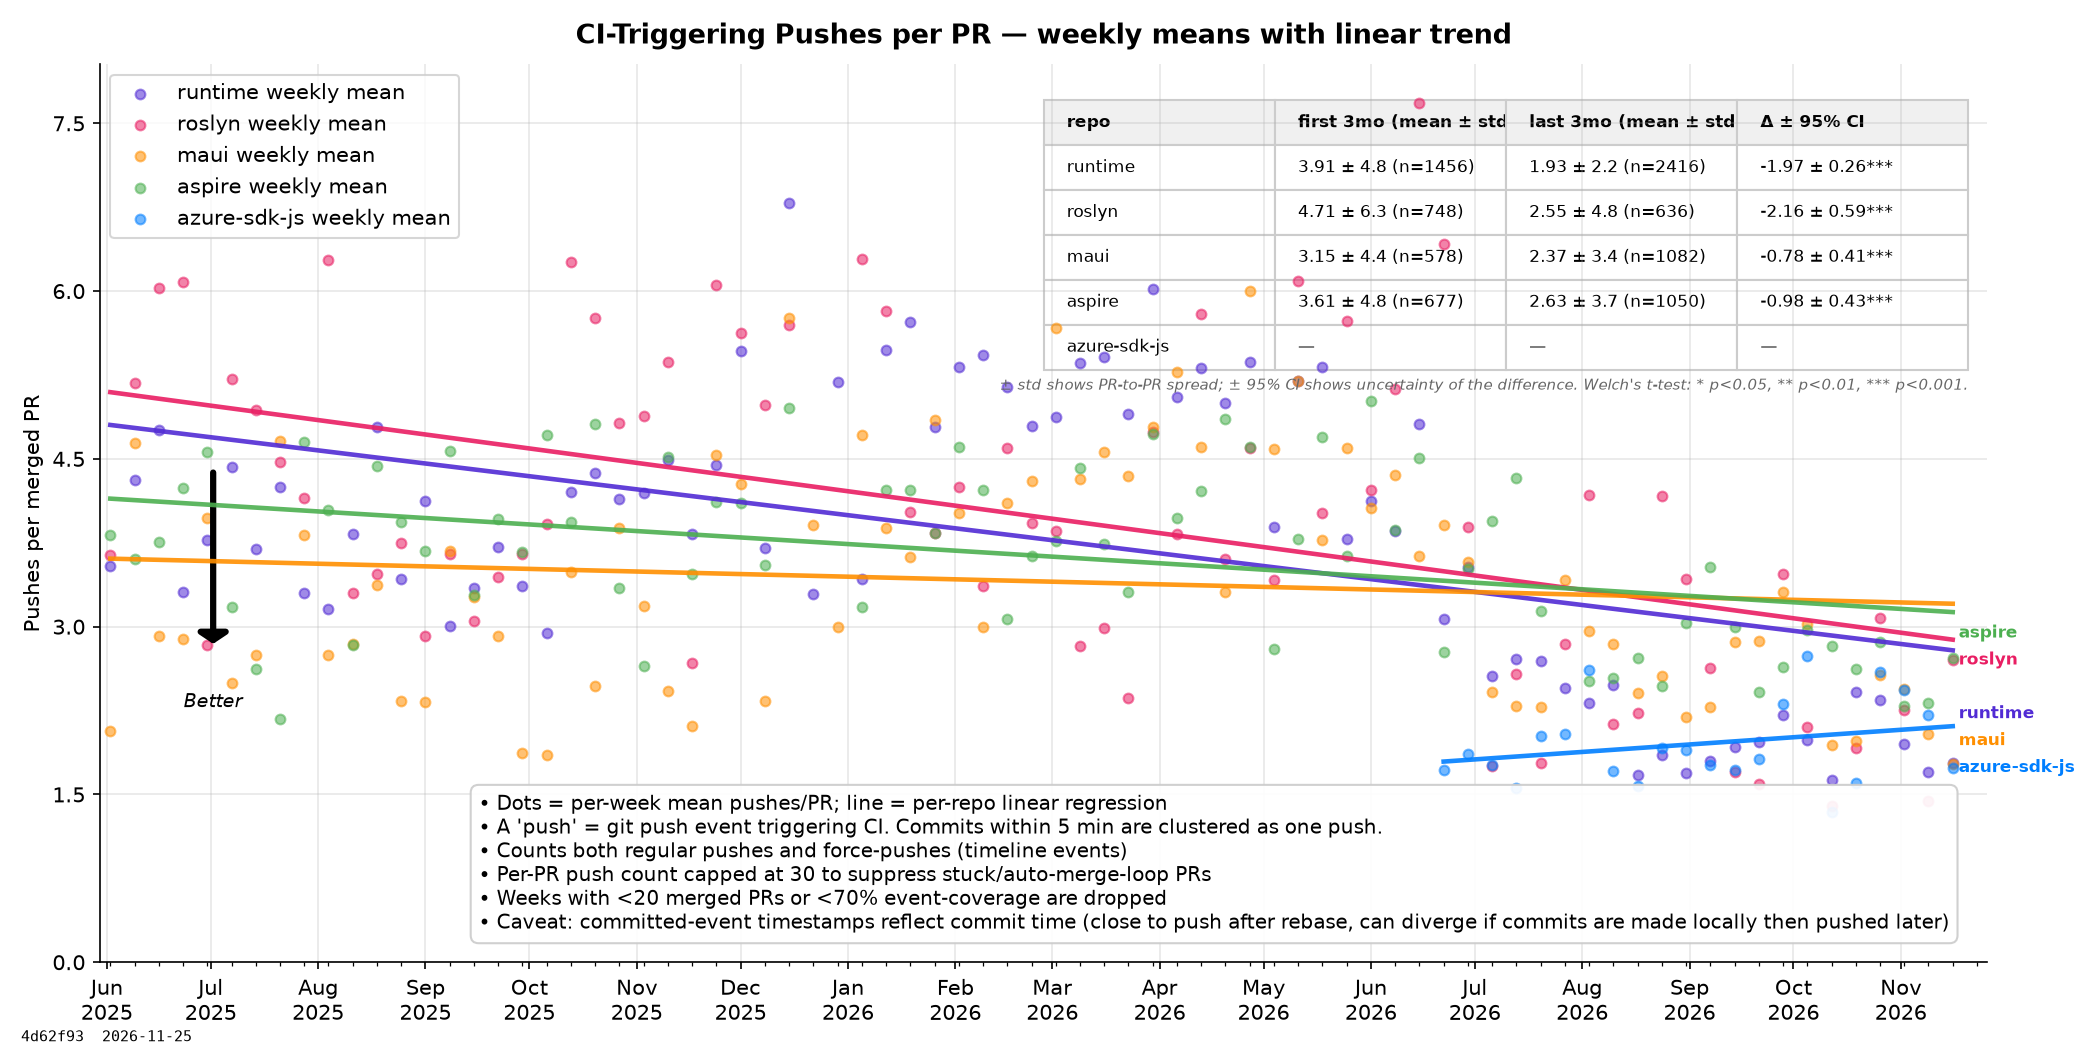 CI-Triggering Pushes per PR — weekly means with linear trend
runtime weekly mean
roslyn weekly mean
maui weekly mean
aspire weekly mean
azure-sdk-js weekly mean
repo first 3mo (mean ± std last 3mo (mean ± std Δ ± 95% CI
runtime 3.91 ± 4.8 (n=1456) 1.93 ± 2.2 (n=2416) -1.97 ± 0.26***
roslyn 4.71 ± 6.3 (n=748) 2.55 ± 4.8 (n=636) -2.16 ± 0.59***
maui 3.15 ± 4.4 (n=578) 2.37 ± 3.4 (n=1082) -0.78 ± 0.41***
aspire 3.61 ± 4.8 (n=677) 2.63 ± 3.7 (n=1050) -0.98 ± 0.43***
azure-sdk-js — — —
± std shows PR-to-PR spread; ± 95% CI shows uncertainty of the difference. Welch's t-test: * p<0.05, ** p<0.01, *** p<0.001.
Pushes per merged PR
7.5
6.0
4.5
3.0
1.5
0.0
Better
aspire
roslyn
runtime
maui
azure-sdk-js
• Dots = per-week mean pushes/PR; line = per-repo linear regression
• A 'push' = git push event triggering CI. Commits within 5 min are clustered as one push.
• Counts both regular pushes and force-pushes (timeline events)
• Per-PR push count capped at 30 to suppress stuck/auto-merge-loop PRs
• Weeks with <20 merged PRs or <70% event-coverage are dropped
• Caveat: committed-event timestamps reflect commit time (close to push after rebase, can diverge if commits are made locally then pushed later)
Jun Jul Aug Sep Oct Nov Dec Jan Feb Mar Apr May Jun Jul Aug Sep Oct Nov
2025 2025 2025 2025 2025 2025 2025 2026 2026 2026 2026 2026 2026 2026 2026 2026 2026 2026
4d62f93 2026-11-25